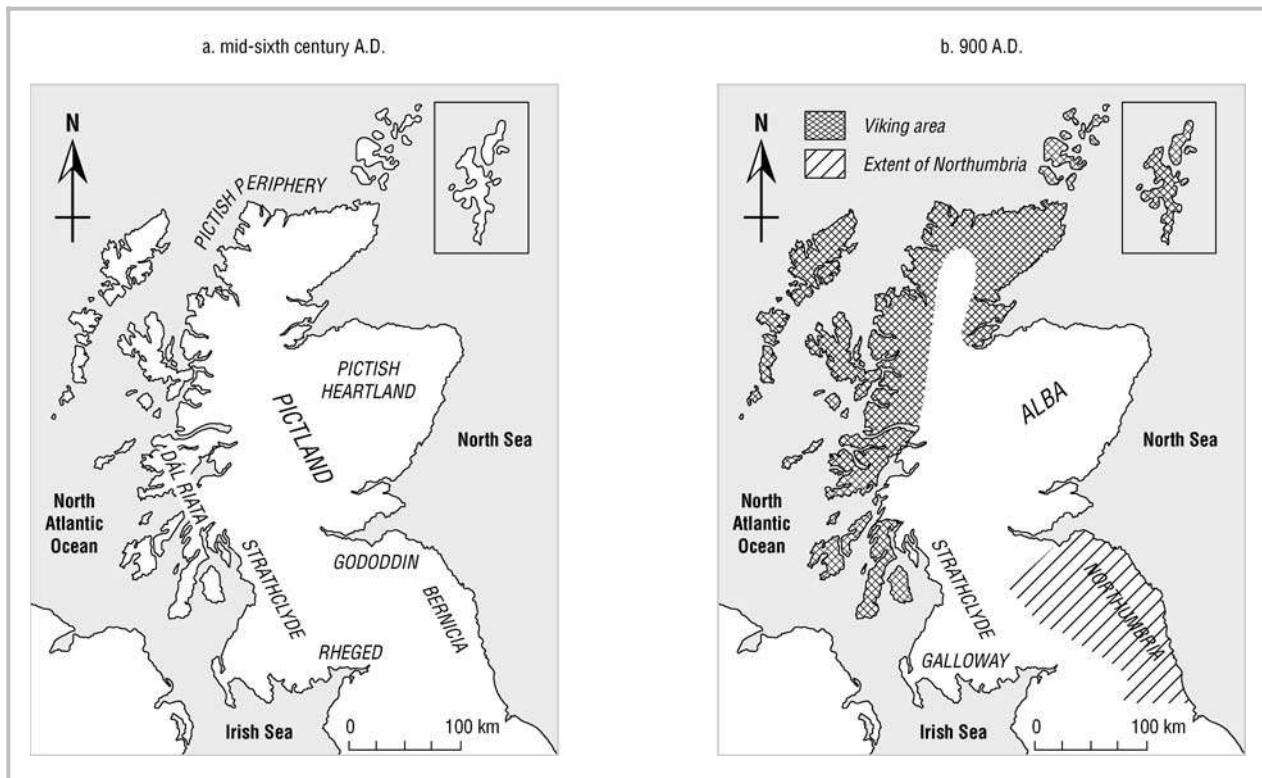 a. mid-sixth century A.D.
N
PICTISH PERIPHERY
PICTISH
HEARTLAND
PICTLAND
North Sea
DÁL RIATA
North
Atlantic
Ocean
GODODDIN
STRATHCLYDE
BERNICIA
RHEGED
Irish Sea
0 100 km
b. 900 A.D.
N
Viking area
Extent of Northumbria
ALBA
North Sea
North
Atlantic
Ocean
STRATHCLYDE
NORTHUMBRIA
GALLOWAY
Irish Sea
0 100 km